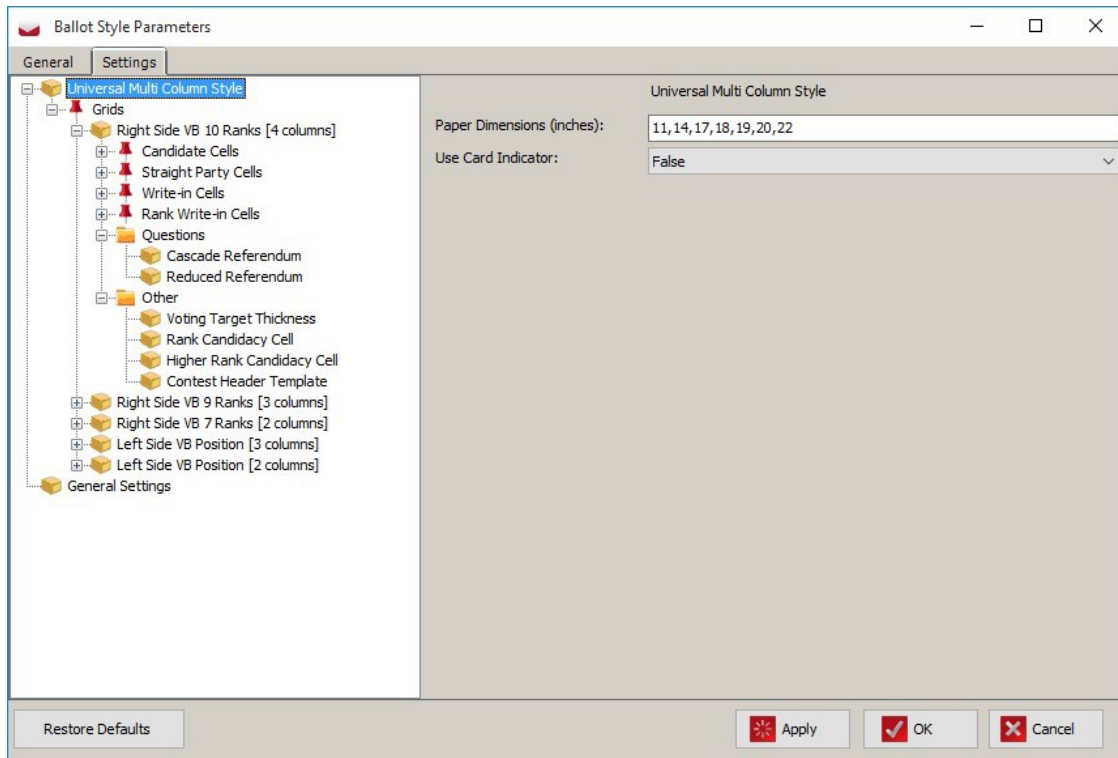 Ballot Style Parameters
General Settings
Universal Multi Column Style
Grids
Right Side VB 10 Ranks [4 columns]
Candidate Cells
Straight Party Cells
Write-in Cells
Rank Write-in Cells
Questions
Cascade Referendum
Reduced Referendum
Other
Voting Target Thickness
Rank Candidacy Cell
Higher Rank Candidacy Cell
Contest Header Template
Right Side VB 9 Ranks [3 columns]
Right Side VB 7 Ranks [2 columns]
Left Side VB Position [3 columns]
Left Side VB Position [2 columns]
General Settings
Universal Multi Column Style
Paper Dimensions (inches): 11,14,17,18,19,20,22
Use Card Indicator: False
Restore Defaults Apply OK Cancel